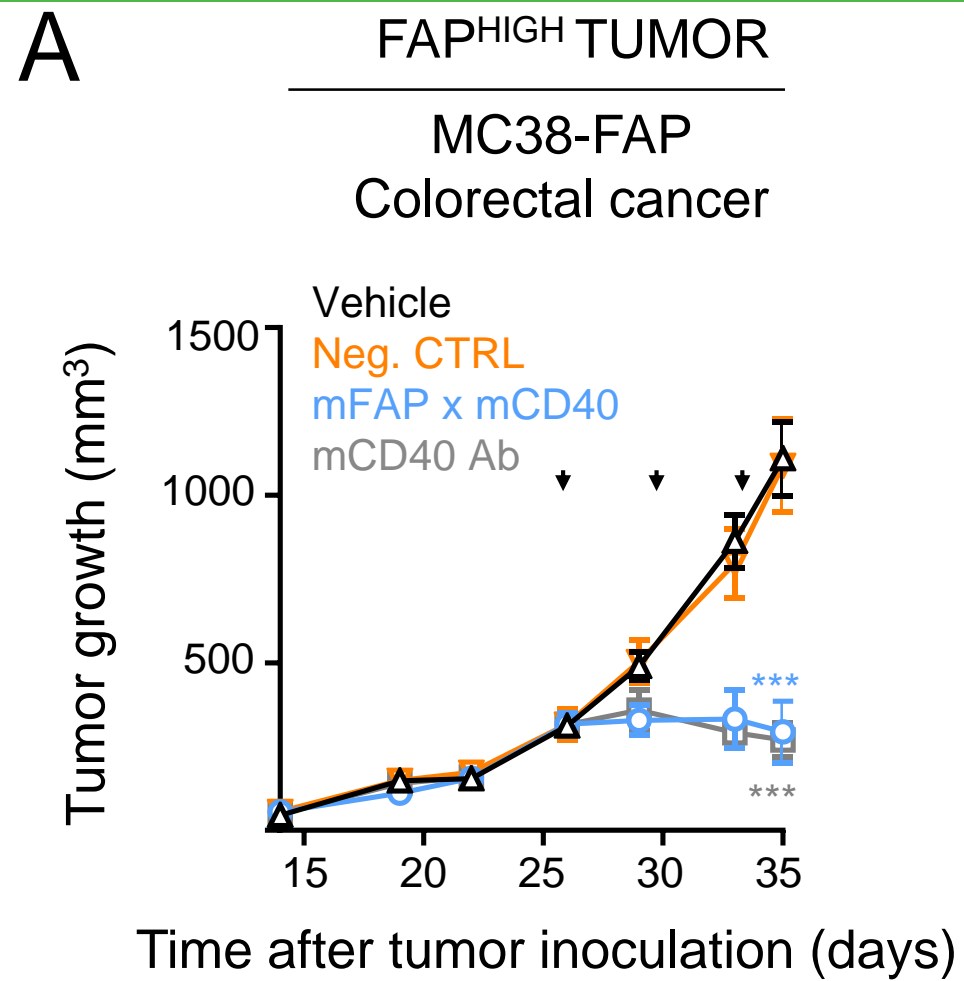 A
FAPHIGH TUMOR
MC38-FAP
Colorectal cancer
Vehicle
Neg. CTRL
mFAP x mCD40
mCD40 Ab
Tumor growth (mm3)
1500
1000
500
***
***
15 20 25 30 35
Time after tumor inoculation (days)